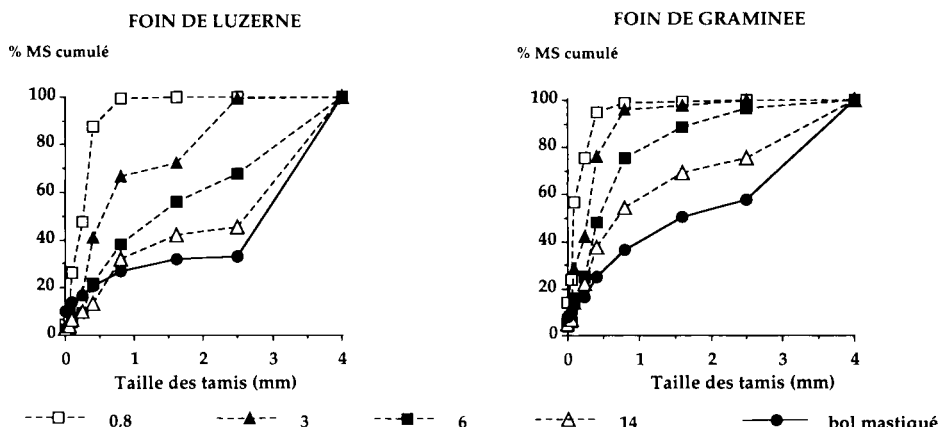 FOIN DE LUZERNE
% MS cumulé
100
80
60
40
20
0
0 1 2 3 4
Taille des tamis (mm)
FOIN DE GRAMINEE
% MS cumulé
100
80
60
40
20
0
0 1 2 3 4
Taille des tamis (mm)
0.8 3 6 14 bol mastiqué